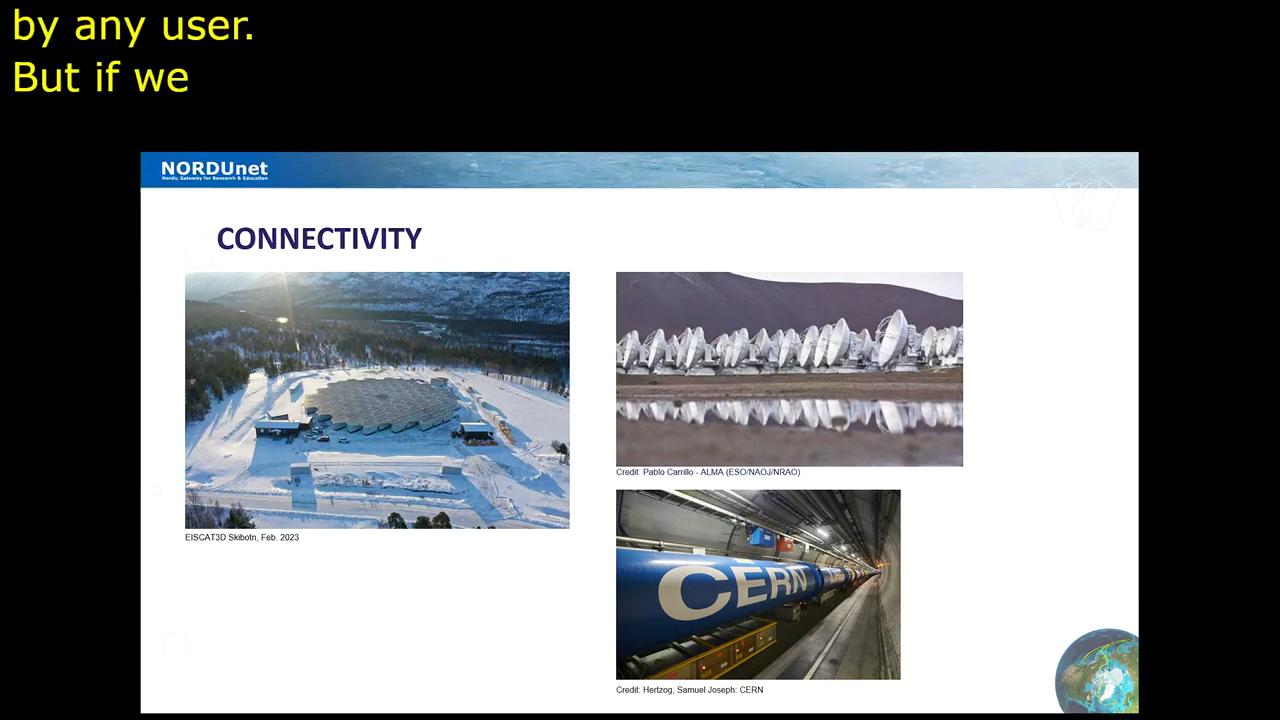 by any user.
But if we
NORDUnet
Nordic Gateway for Research & Education
CONNECTIVITY
EISCAT3D Skibotn, Feb. 2023
Credit: Pablo Carrillo - ALMA (ESO/NAOJ/NRAO)
CERN
Credit: Hertzog, Samuel Joseph: CERN